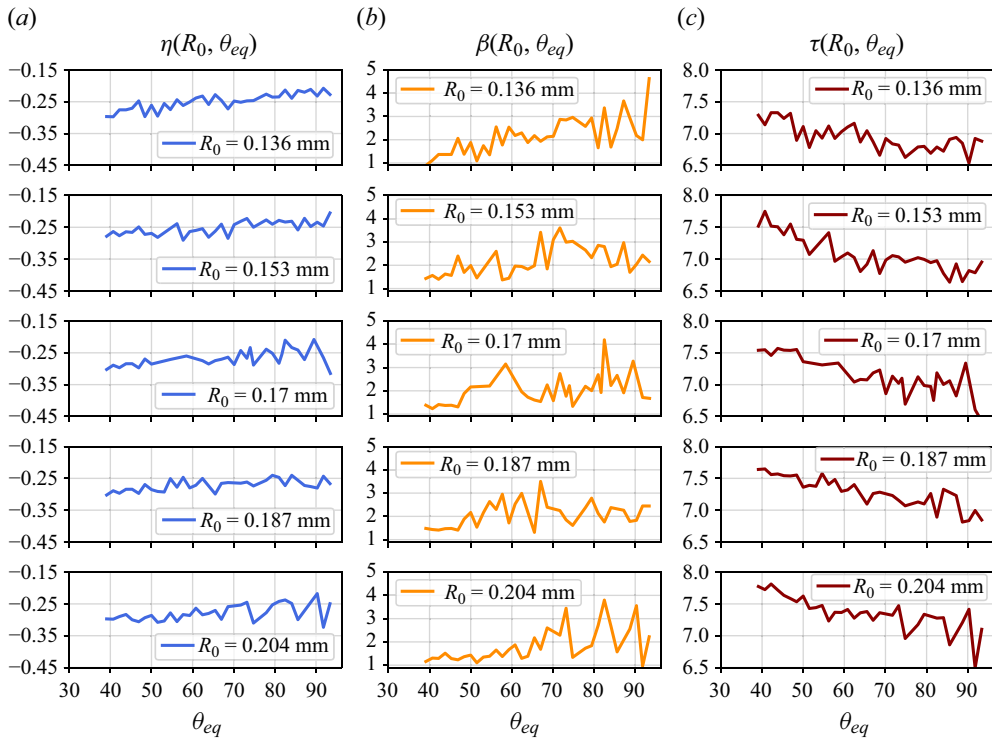 (a)
η(R₀, θeq)
−0.15
−0.25
−0.35
−0.45
R₀ = 0.136 mm
−0.15
−0.25
−0.35
−0.45
R₀ = 0.153 mm
−0.15
−0.25
−0.35
−0.45
R₀ = 0.17 mm
−0.15
−0.25
−0.35
−0.45
R₀ = 0.187 mm
−0.15
−0.25
−0.35
−0.45
R₀ = 0.204 mm
30 40 50 60 70 80 90
θeq
(b)
β(R₀, θeq)
5
4
3
2
1
R₀ = 0.136 mm
5
4
3
2
1
R₀ = 0.153 mm
5
4
3
2
1
R₀ = 0.17 mm
5
4
3
2
1
R₀ = 0.187 mm
5
4
3
2
1
R₀ = 0.204 mm
30 40 50 60 70 80 90
θeq
(c)
τ(R₀, θeq)
8.0
7.5
7.0
6.5
R₀ = 0.136 mm
8.0
7.5
7.0
6.5
R₀ = 0.153 mm
8.0
7.5
7.0
6.5
R₀ = 0.17 mm
8.0
7.5
7.0
6.5
R₀ = 0.187 mm
8.0
7.5
7.0
6.5
R₀ = 0.204 mm
30 40 50 60 70 80 90
θeq